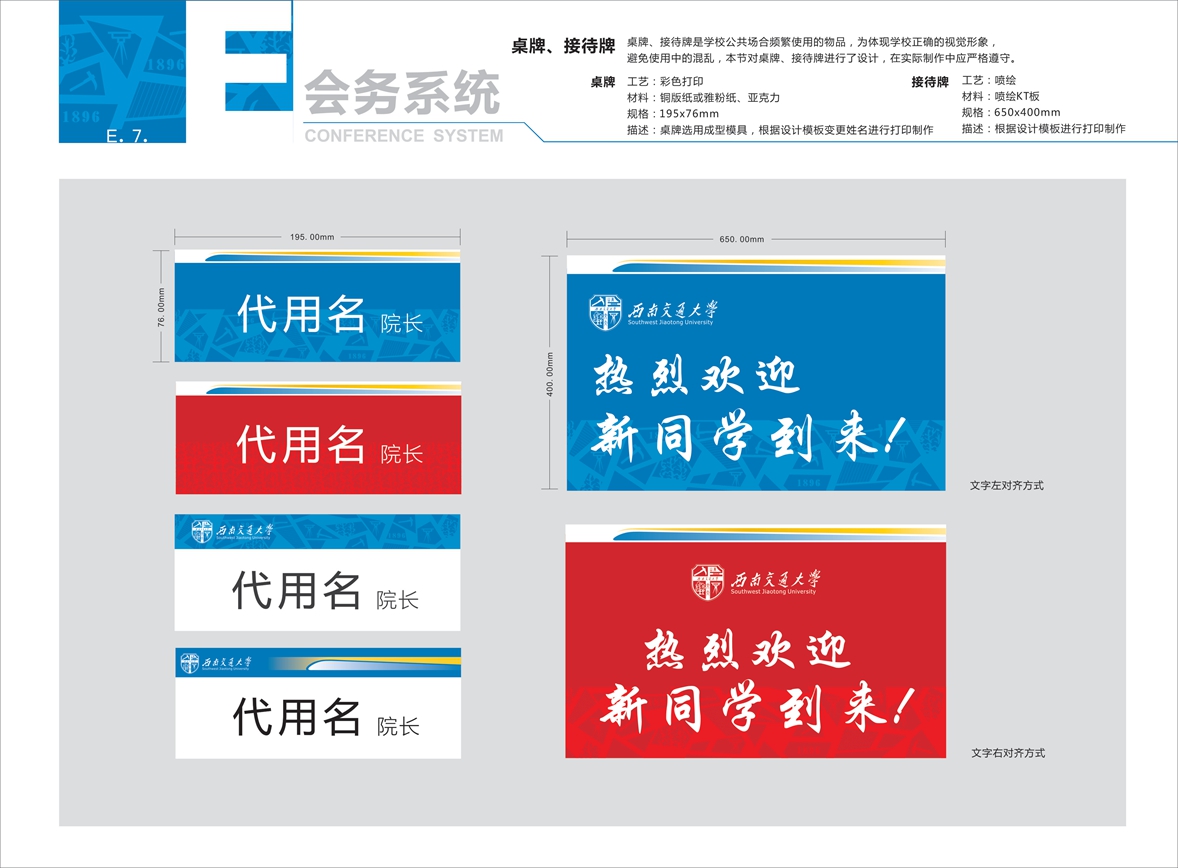 1896
1896
E. 7.
E
会务系统
CONFERENCE SYSTEM
桌牌、接待牌
桌牌、接待牌是学校公共场合频繁使用的物品，为体现学校正确的视觉形象，
避免使用中的混乱，本节对桌牌、接待牌进行了设计，在实际制作中应严格遵守。
桌牌
工艺：彩色打印
材料：铜版纸或雅粉纸、亚克力
规格：195x76mm
描述：桌牌选用成型模具，根据设计模板变更姓名进行打印制作
接待牌
工艺：喷绘
材料：喷绘KT板
规格：650x400mm
描述：根据设计模板进行打印制作
195.00mm
76.00mm
代用名 院长
代用名 院长
西南交通大学
Southwest Jiaotong University
代用名 院长
西南交通大学
Southwest Jiaotong University
代用名 院长
650.00mm
400.00mm
西南交通大学
Southwest Jiaotong University
热烈欢迎
新同学到来！
1896
文字左对齐方式
西南交通大学
Southwest Jiaotong University
热烈欢迎
新同学到来！
文字右对齐方式